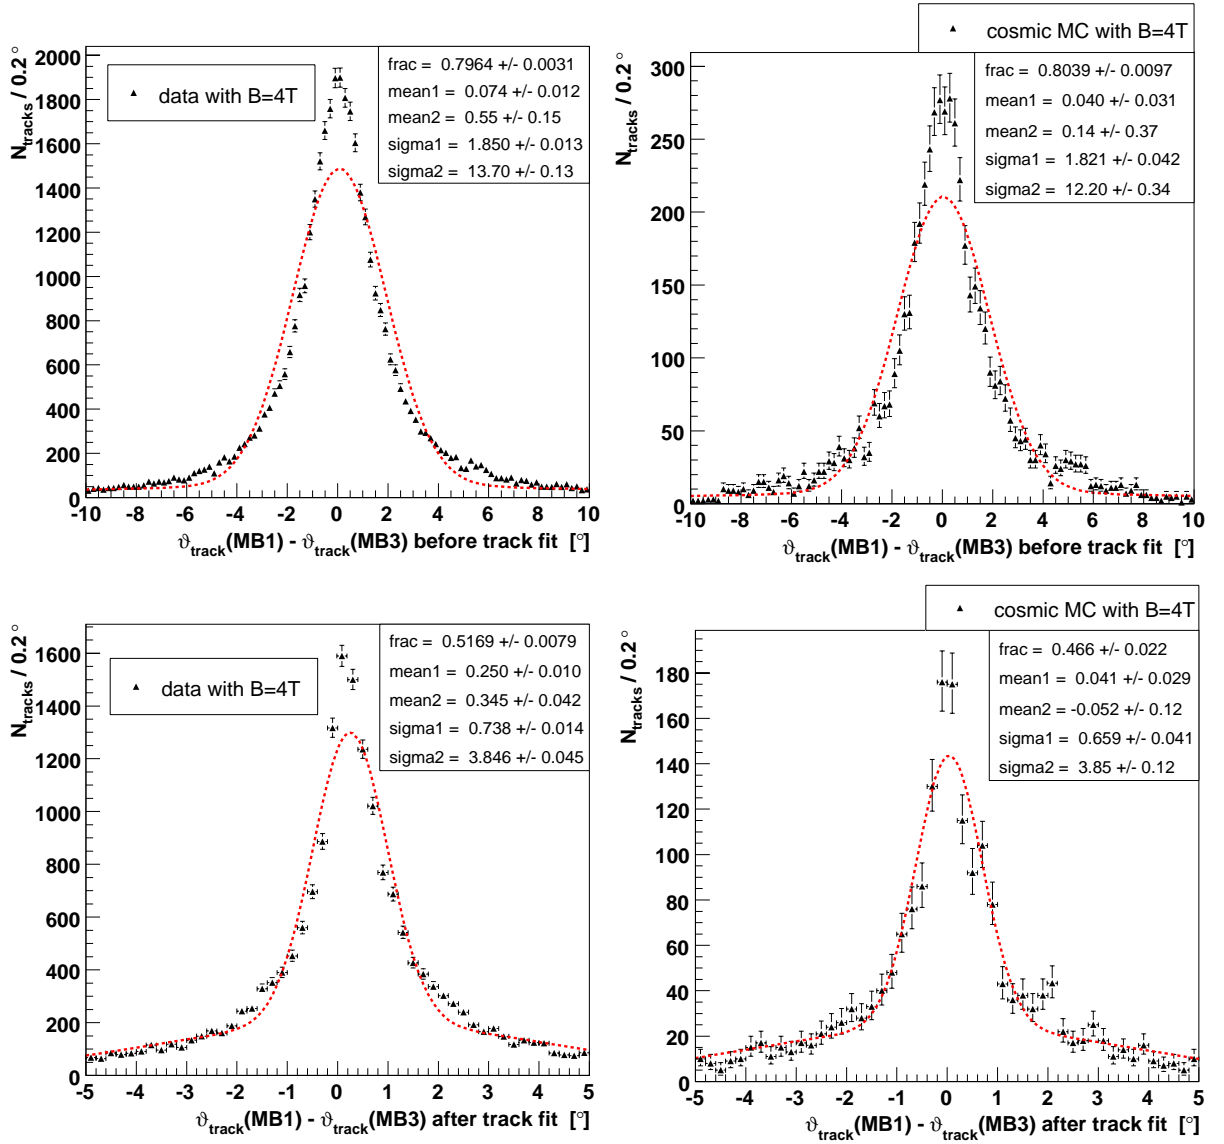 data with B=4T
frac = 0.7964 +/- 0.0031
mean1 = 0.074 +/- 0.012
mean2 = 0.55 +/- 0.15
sigma1 = 1.850 +/- 0.013
sigma2 = 13.70 +/- 0.13
N_tracks / 0.2°
0 200 400 600 800 1000 1200 1400 1600 1800 2000
-10 -8 -6 -4 -2 0 2 4 6 8 10
ϑ_track(MB1) - ϑ_track(MB3) before track fit [°]
cosmic MC with B=4T
frac = 0.8039 +/- 0.0097
mean1 = 0.040 +/- 0.031
mean2 = 0.14 +/- 0.37
sigma1 = 1.821 +/- 0.042
sigma2 = 12.20 +/- 0.34
N_tracks / 0.2°
0 50 100 150 200 250 300
-10 -8 -6 -4 -2 0 2 4 6 8 10
ϑ_track(MB1) - ϑ_track(MB3) before track fit [°]
data with B=4T
frac = 0.5169 +/- 0.0079
mean1 = 0.250 +/- 0.010
mean2 = 0.345 +/- 0.042
sigma1 = 0.738 +/- 0.014
sigma2 = 3.846 +/- 0.045
N_tracks / 0.2°
0 200 400 600 800 1000 1200 1400 1600
-5 -4 -3 -2 -1 0 1 2 3 4 5
ϑ_track(MB1) - ϑ_track(MB3) after track fit [°]
cosmic MC with B=4T
frac = 0.466 +/- 0.022
mean1 = 0.041 +/- 0.029
mean2 = -0.052 +/- 0.12
sigma1 = 0.659 +/- 0.041
sigma2 = 3.85 +/- 0.12
N_tracks / 0.2°
0 20 40 60 80 100 120 140 160 180
-5 -4 -3 -2 -1 0 1 2 3 4 5
ϑ_track(MB1) - ϑ_track(MB3) after track fit [°]